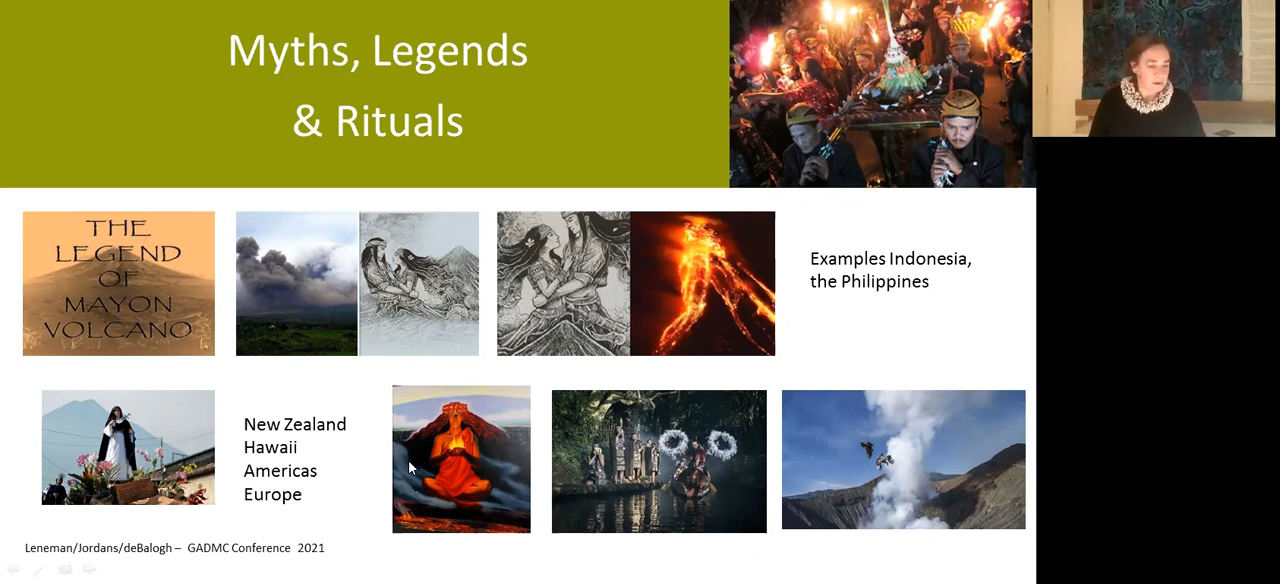 Myths, Legends
& Rituals
THE
LEGEND
OF
MAYON
VOLCANO
Examples Indonesia,
the Philippines
New Zealand
Hawaii
Americas
Europe
Leneman/Jordans/deBalogh – GADMC Conference 2021